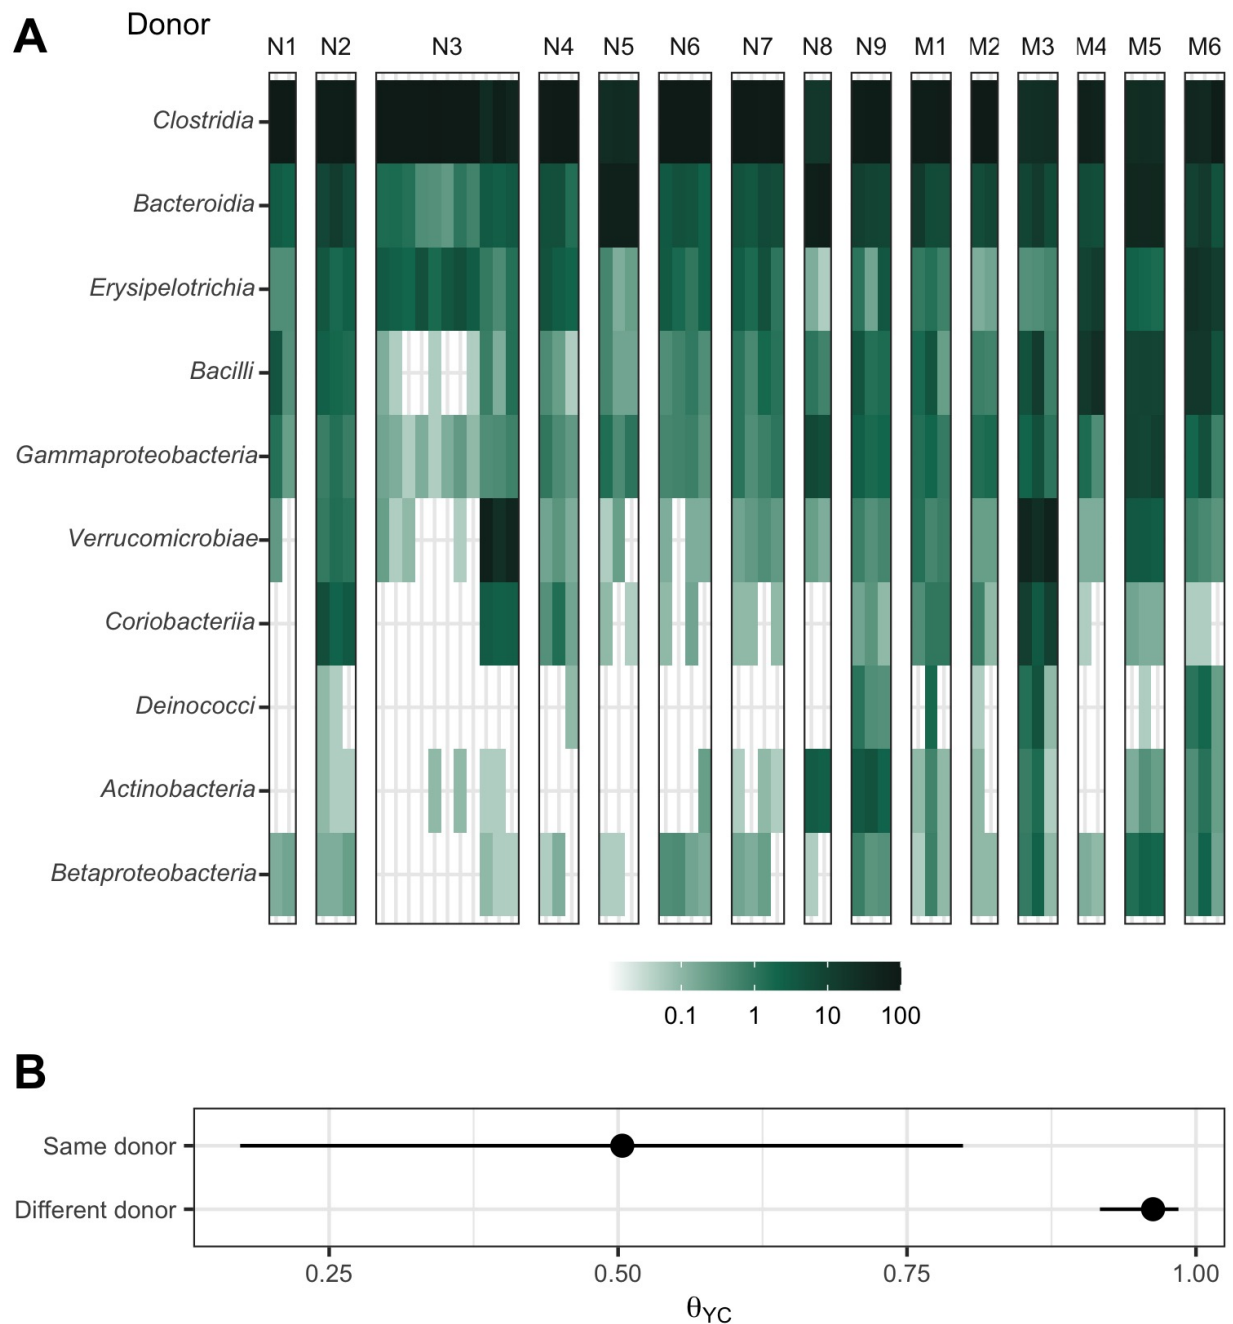 A
Donor
N1 N2 N3 N4 N5 N6 N7 N8 N9 M1 M2 M3 M4 M5 M6
Clostridia
Bacteroidia
Erysipelotrichia
Bacilli
Gammaproteobacteria
Verrucomicrobiae
Coriobacteriia
Deinococci
Actinobacteria
Betaproteobacteria
0.1 1 10 100
B
Same donor
Different donor
0.25 0.50 0.75 1.00
θYC